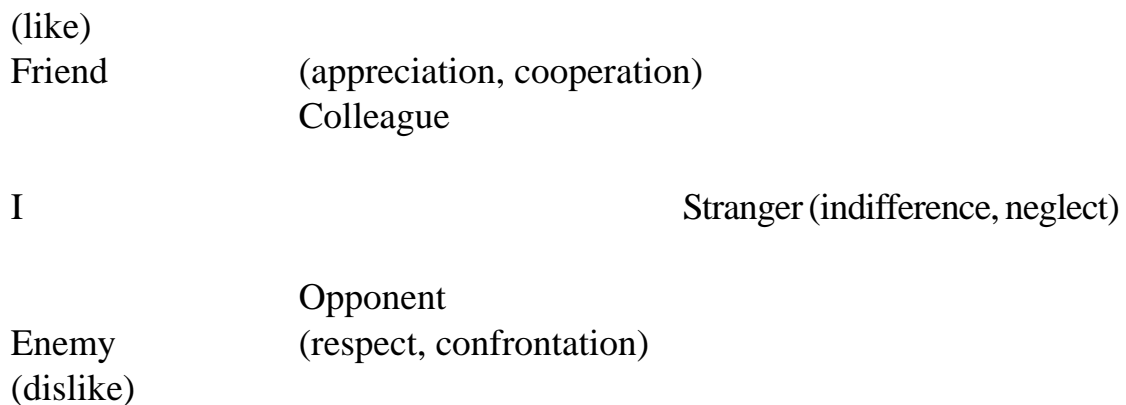 (like)
Friend (appreciation, cooperation)
Colleague
I Stranger (indifference, neglect)
Opponent
Enemy (respect, confrontation)
(dislike)